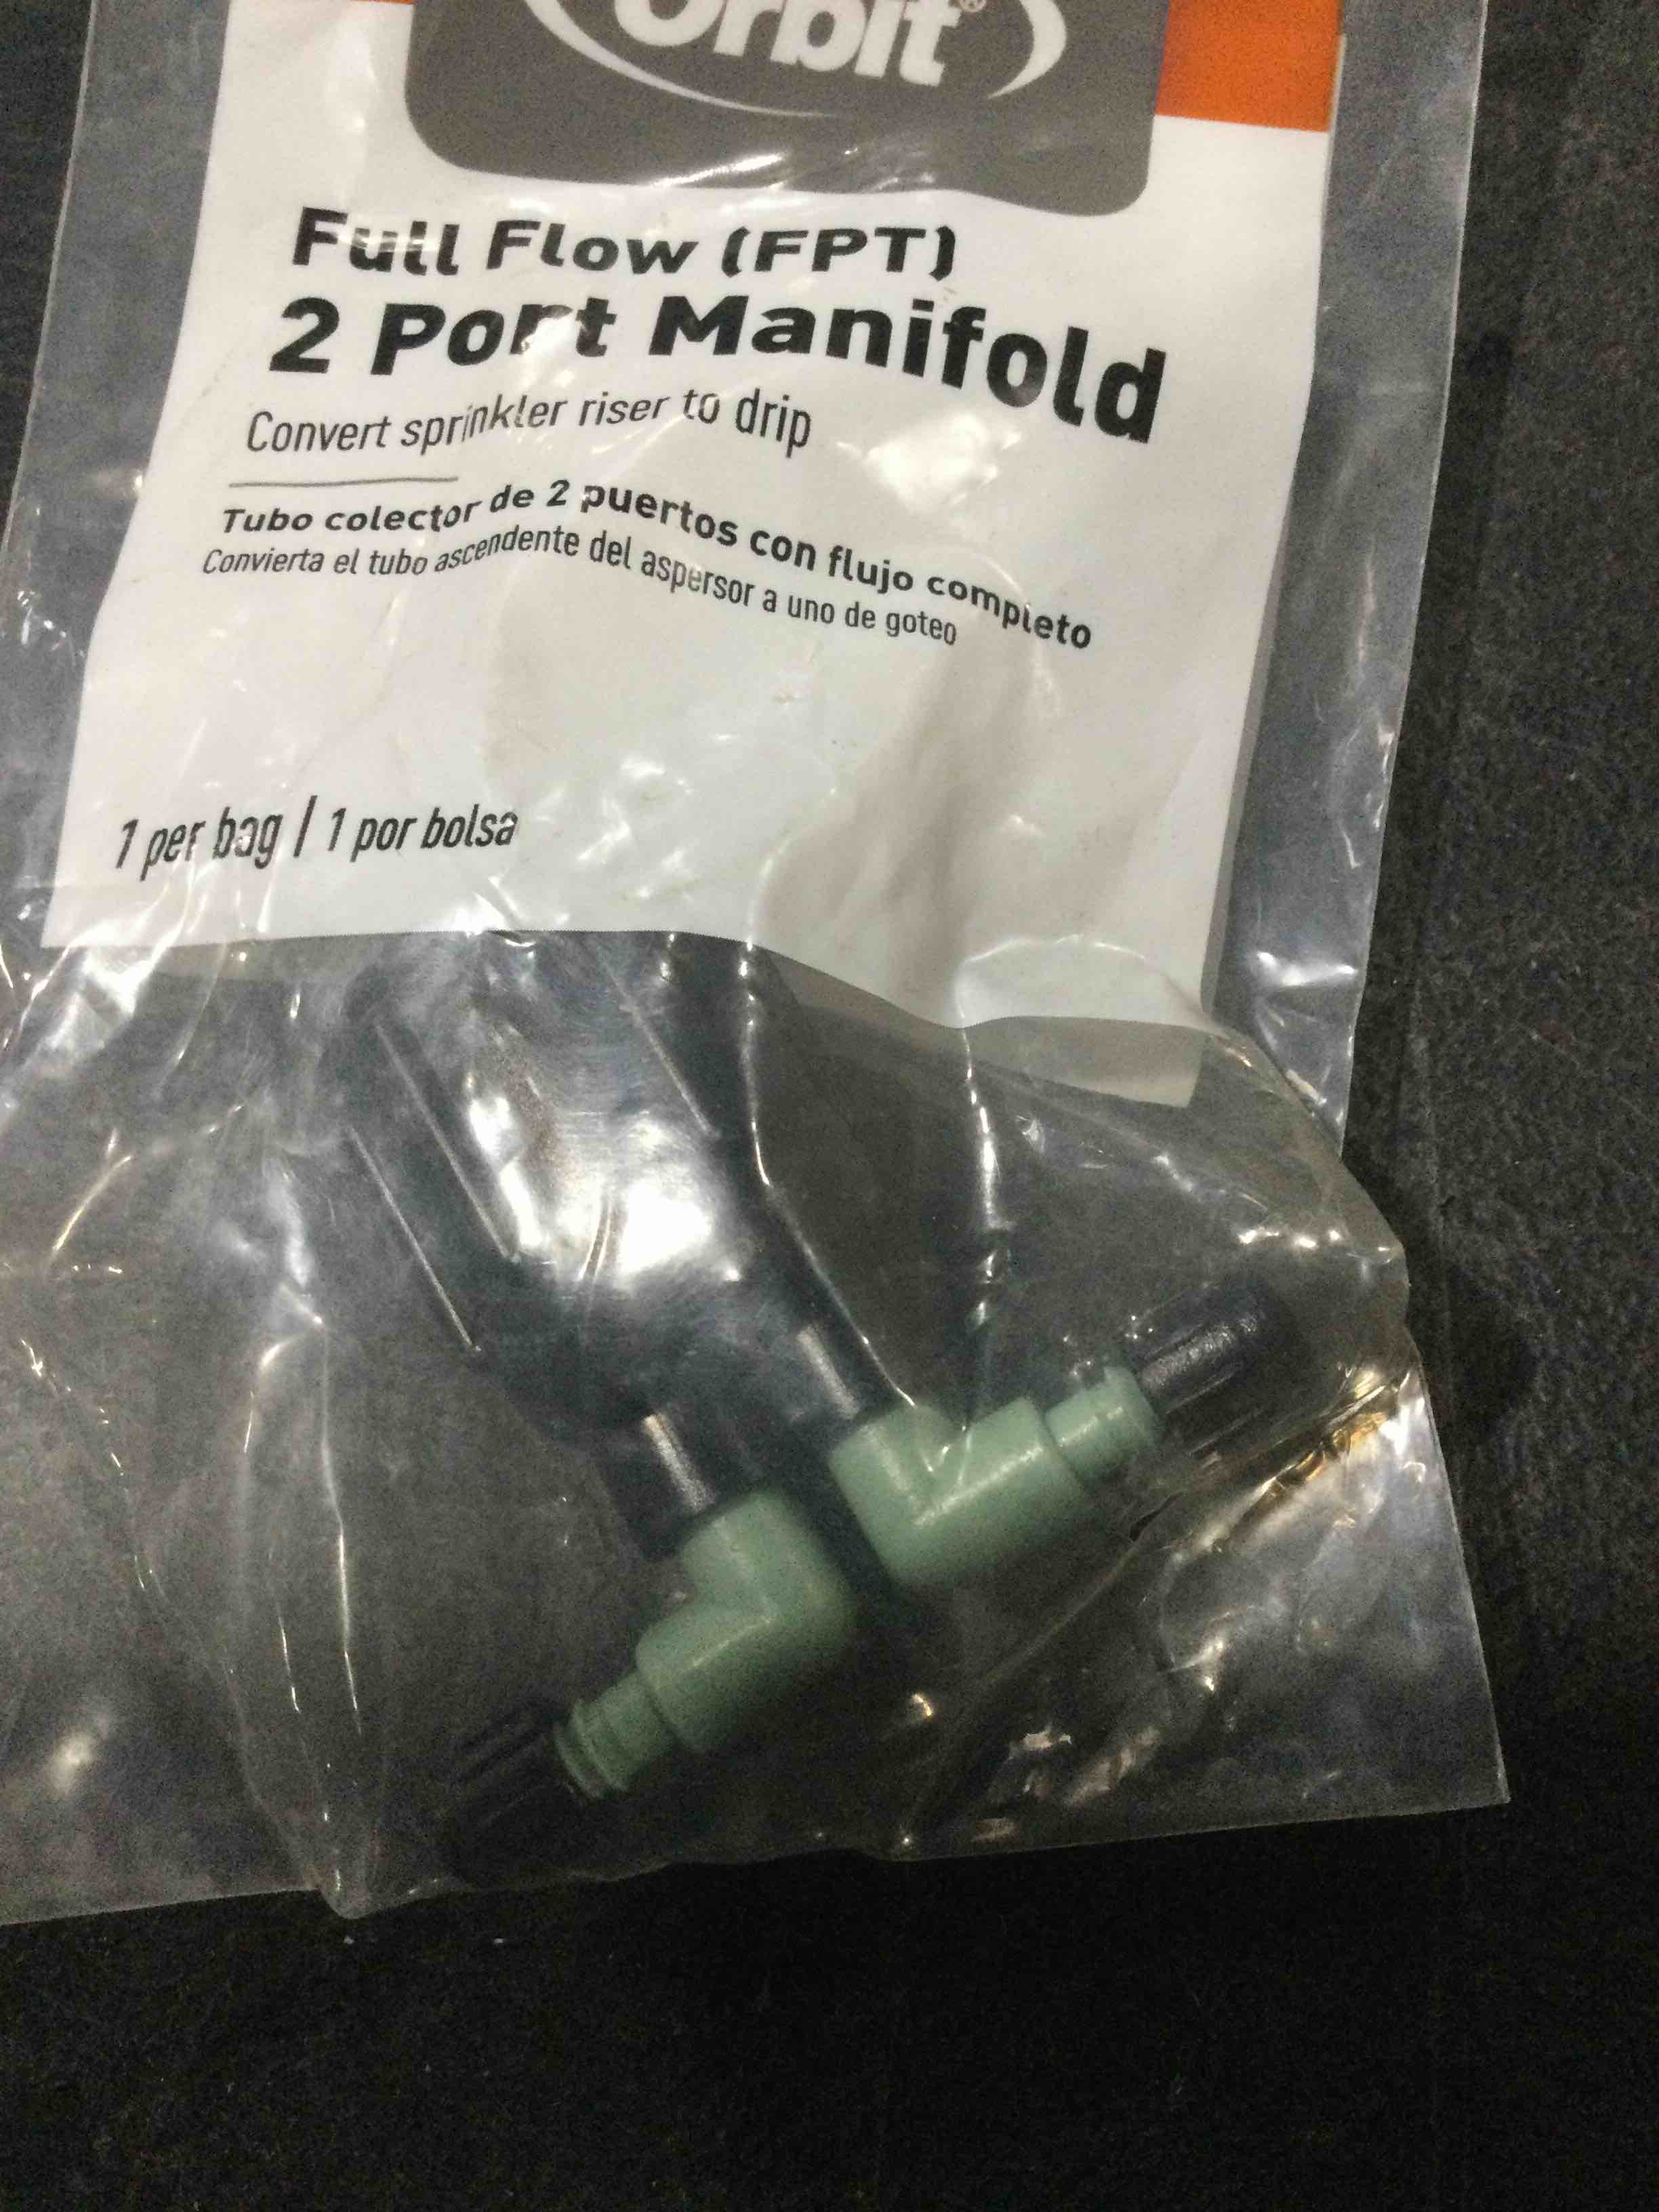 Orbit®
Full Flow (FPT)
2 Port Manifold
Convert sprinkler riser to drip
Tubo colector de 2 puertos con flujo completo
Convierta el tubo ascendente del aspersor a uno de goteo
1 per bag / 1 por bolsa